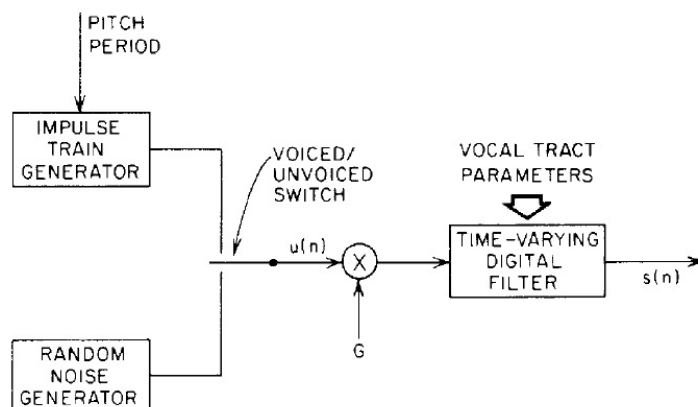 PITCH
PERIOD
IMPULSE
TRAIN
GENERATOR
VOICED/
UNVOICED
SWITCH
VOCAL TRACT
PARAMETERS
u(n)
X
TIME-VARYING
DIGITAL
FILTER
s(n)
G
RANDOM
NOISE
GENERATOR